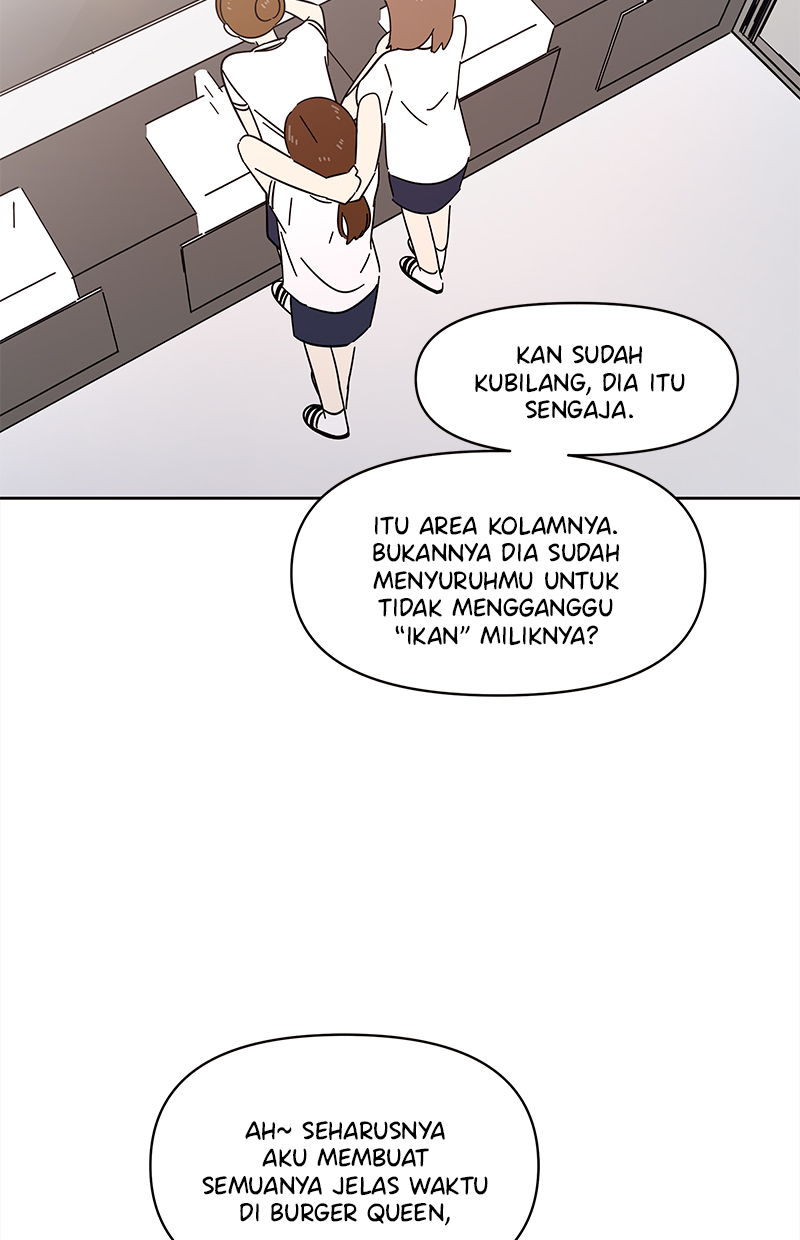 KAN SUDAH
KUBILANG, DIA ITU
SENGAJA.
ITU AREA KOLAMNYA.
BUKANNYA DIA SUDAH
MENYURUHMU UNTUK
TIDAK MENGGANGGU
“IKAN” MILIKNYA?
AH~ SEHARUSNYA
AKU MEMBUAT
SEMUANYA JELAS WAKTU
DI BURGER QUEEN,